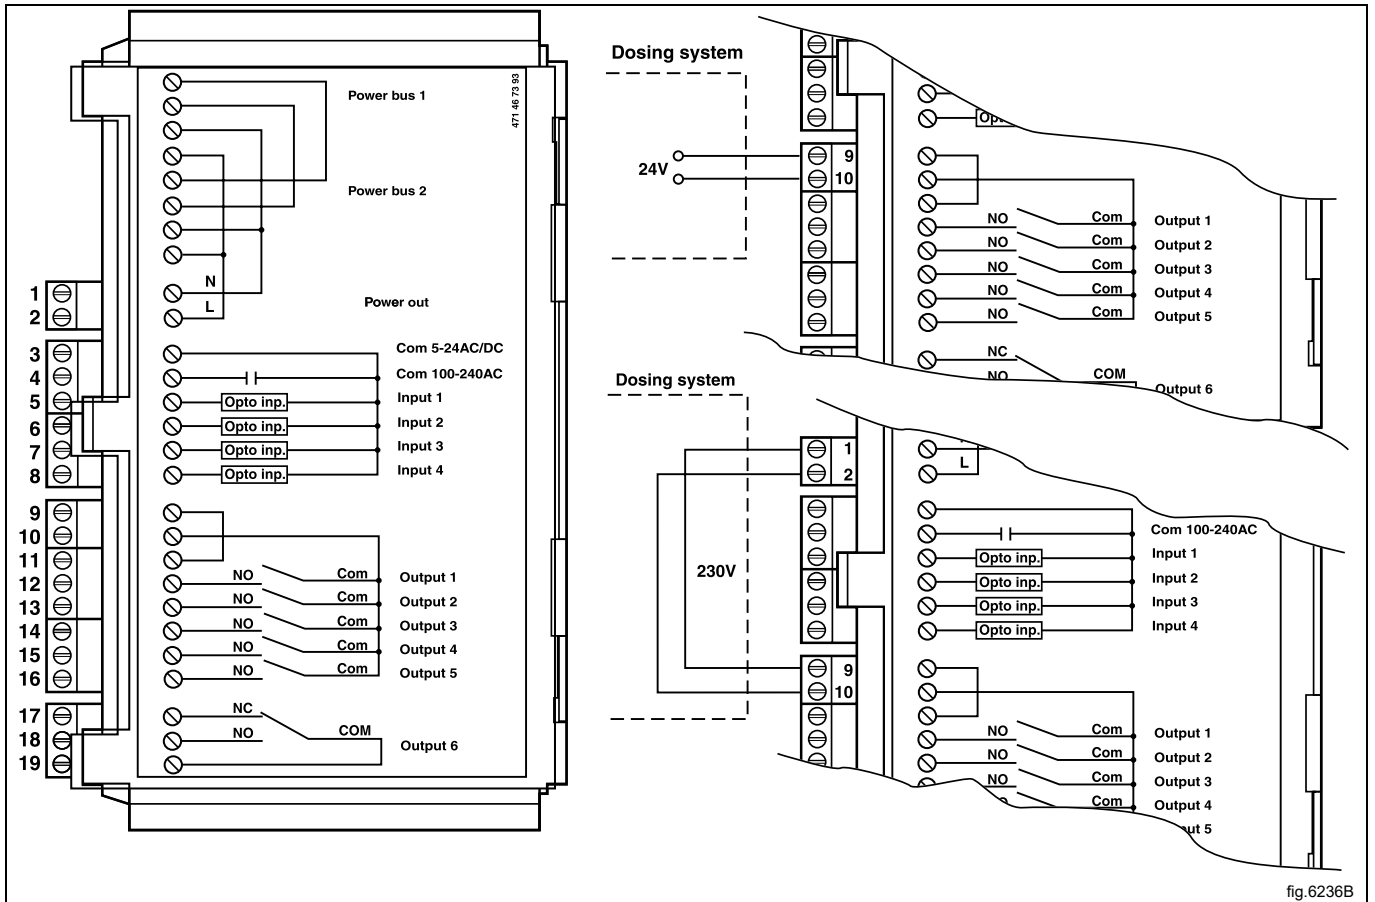 471 46 73 93
Power bus 1
Power bus 2
N
L
Power out
1
2
3
4
5
6
7
8
9
10
11
12
13
14
15
16
17
18
19
Com 5-24AC/DC
Com 100-240AC
Opto inp. Input 1
Opto inp. Input 2
Opto inp. Input 3
Opto inp. Input 4
NO Com Output 1
NO Com Output 2
NO Com Output 3
NO Com Output 4
NO Com Output 5
NC
NO COM Output 6
Dosing system
24V
9
10
NO Com Output 1
NO Com Output 2
NO Com Output 3
NO Com Output 4
NO Com Output 5
NC
NO COM
Output 6
Dosing system
230V
1
2
9
10
L
Com 100-240AC
Opto inp. Input 1
Opto inp. Input 2
Opto inp. Input 3
Opto inp. Input 4
NO Com Output 1
NO Com Output 2
NO Com Output 3
Com Output 4
fig.6236B